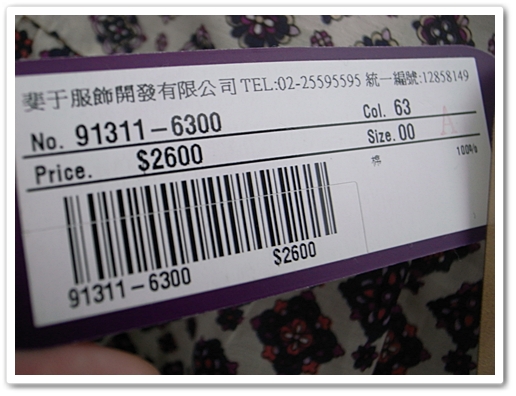 斐于服飾開發有限公司 TEL:02-25595595 統一編號:12858149
No. 91311-6300 Col. 63
Price. $2600 Size. 00
棉 100%
91311-6300 $2600